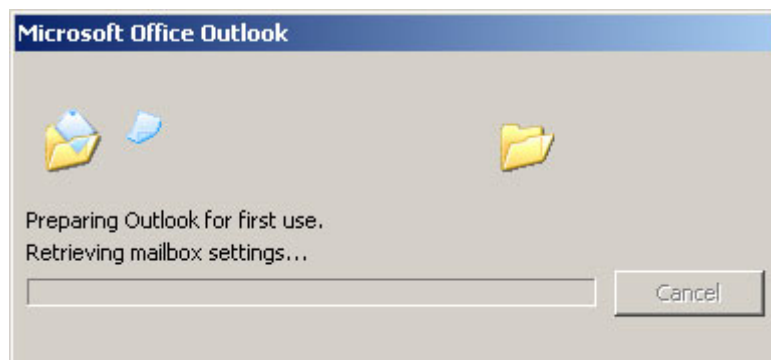 Microsoft Office Outlook
Preparing Outlook for first use.
Retrieving mailbox settings...
Cancel